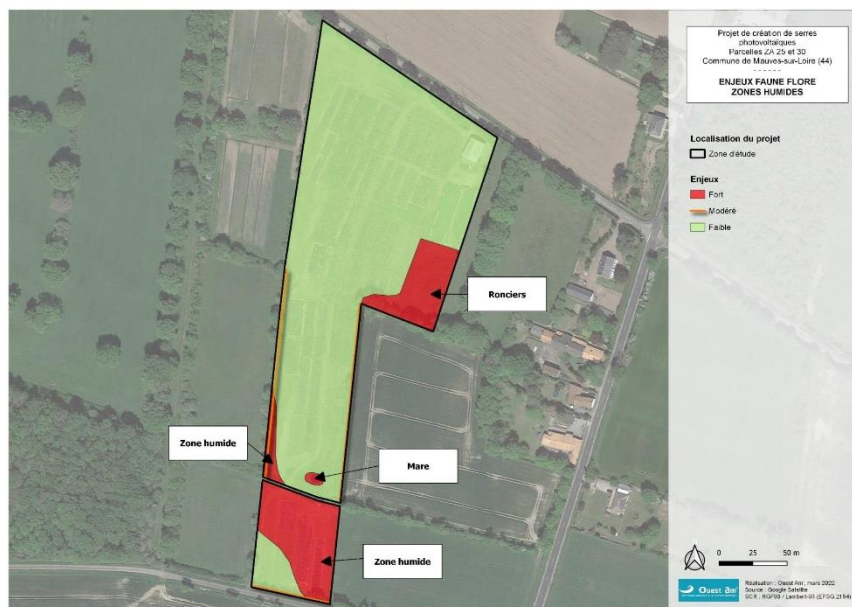 Projet de création de serres
photovoltaïques
Parcelles ZA 25 et 30
Commune de Mauves-sur-Loire (44)
------
ENJEUX FAUNE FLORE
ZONES HUMIDES
Localisation du projet
Zone d'étude
Enjeux
Fort
Modéré
Faible
Ronciers
Zone humide
Mare
Zone humide
0 25 50 m
Ouest Am'
Réalisation : Ouest Am', mars 2022
Source : Google Satellite
SCR : RGF93 / Lambert-93 (EPSG:2154)